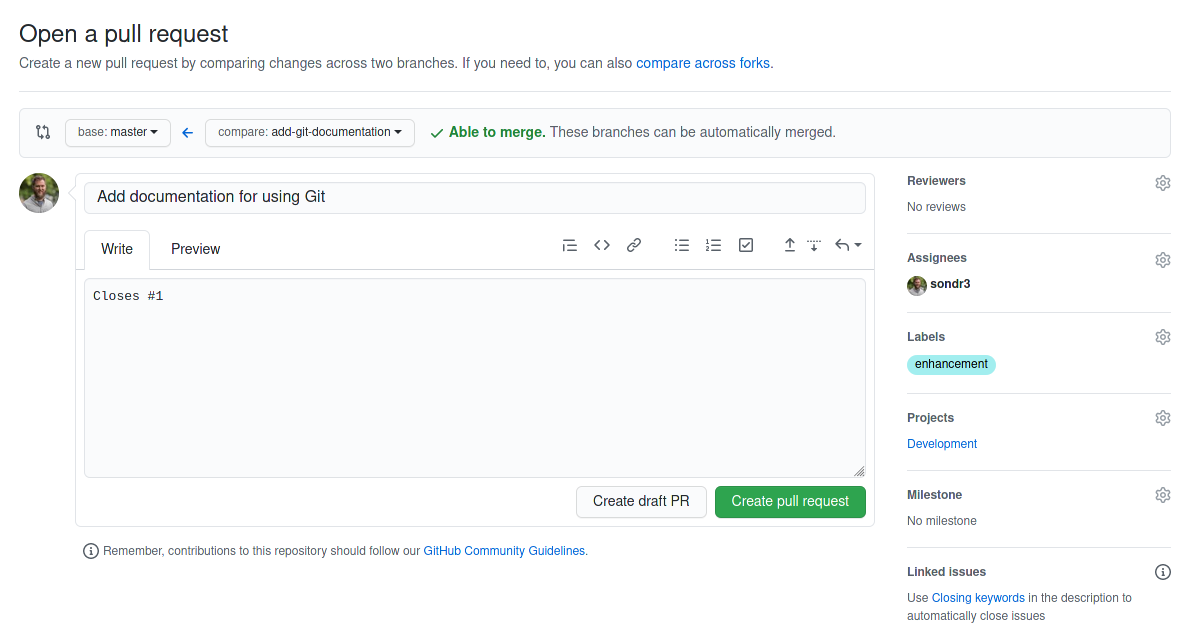 Open a pull request
Create a new pull request by comparing changes across two branches. If you need to, you can also compare across forks.
base: master
compare: add-git-documentation
Able to merge. These branches can be automatically merged.
Add documentation for using Git
Write
Preview
Closes #1
Create draft PR
Create pull request
Remember, contributions to this repository should follow our GitHub Community Guidelines.
Reviewers
No reviews
Assignees
sondr3
Labels
enhancement
Projects
Development
Milestone
No milestone
Linked issues
Use Closing keywords in the description to
automatically close issues